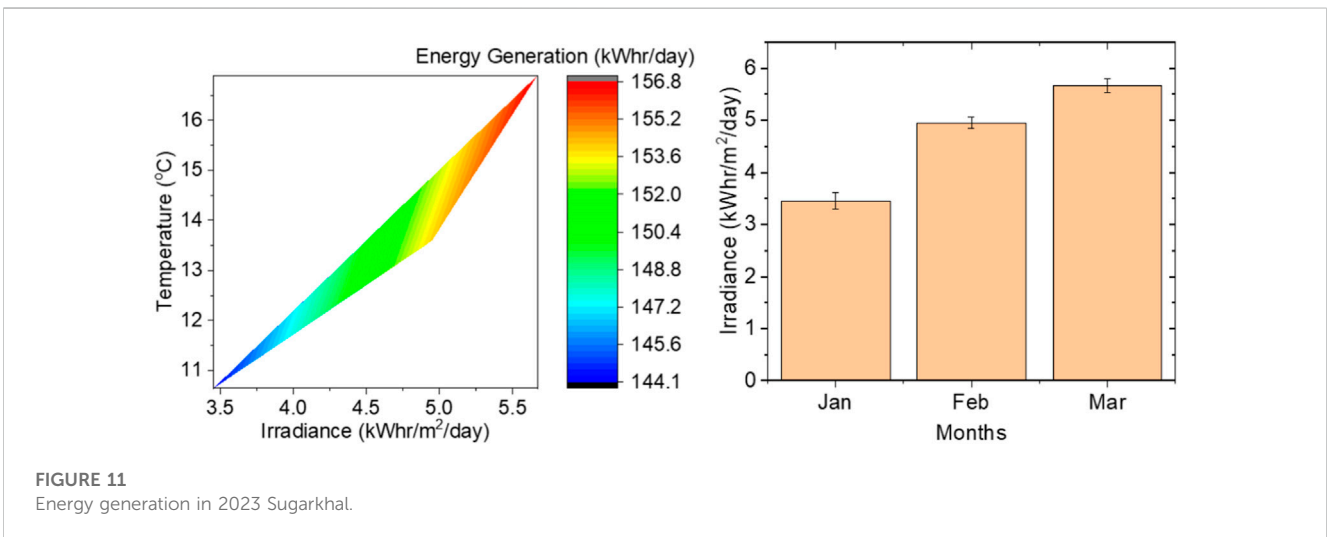 Energy Generation (kWhr/day)
Temperature (°C)
16
15
14
13
12
11
3.5 4.0 4.5 5.0 5.5
Irradiance (kWhr/m²/day)
156.8
155.2
153.6
152.0
150.4
148.8
147.2
145.6
144.1
Irradiance (kWhr/m²/day)
6
5
4
3
2
1
0
Jan Feb Mar
Months
FIGURE 11
Energy generation in 2023 Sugarkhal.